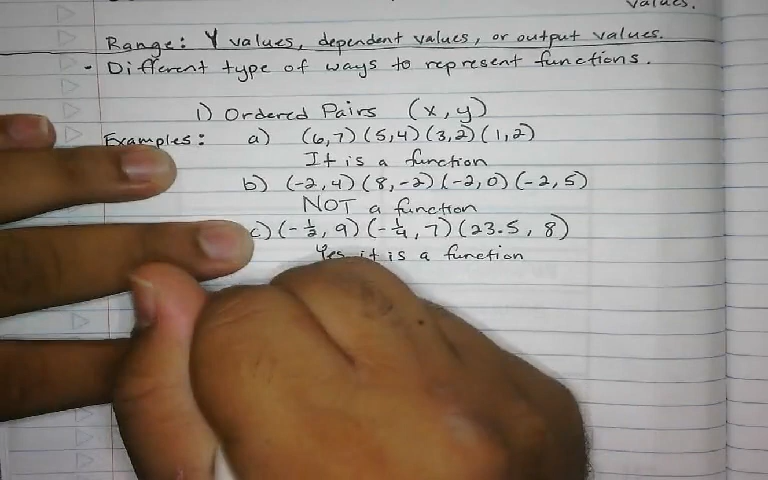 values.
Range: Y values, dependent values, or output values.
- Different type of ways to represent functions.
1) Ordered Pairs (x,y)
Examples: a) (6,7) (5,4) (3,2) (1,2)
It is a function
b) (-2,4) (8,-2) (-2,0) (-2,5)
NOT a function
c) (-1/2, 9) (-1/4, 7) (23.5, 8)
Yes it is a function